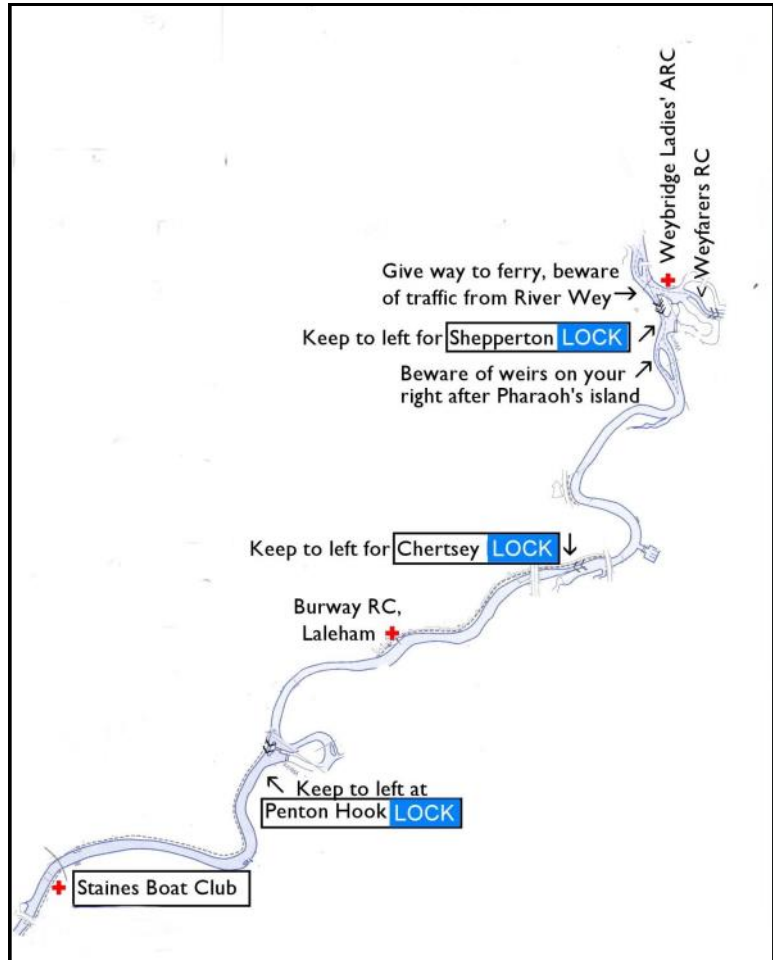 Weybridge Ladies' ARC
< Weyfarers RC
Give way to ferry, beware
of traffic from River Wey→
Keep to left for Shepperton LOCK ↗
Beware of weirs on your ↗
right after Pharaoh's island
Keep to left for Chertsey LOCK ↓
Burway RC,
Laleham
↖ Keep to left at
Penton Hook LOCK
Staines Boat Club